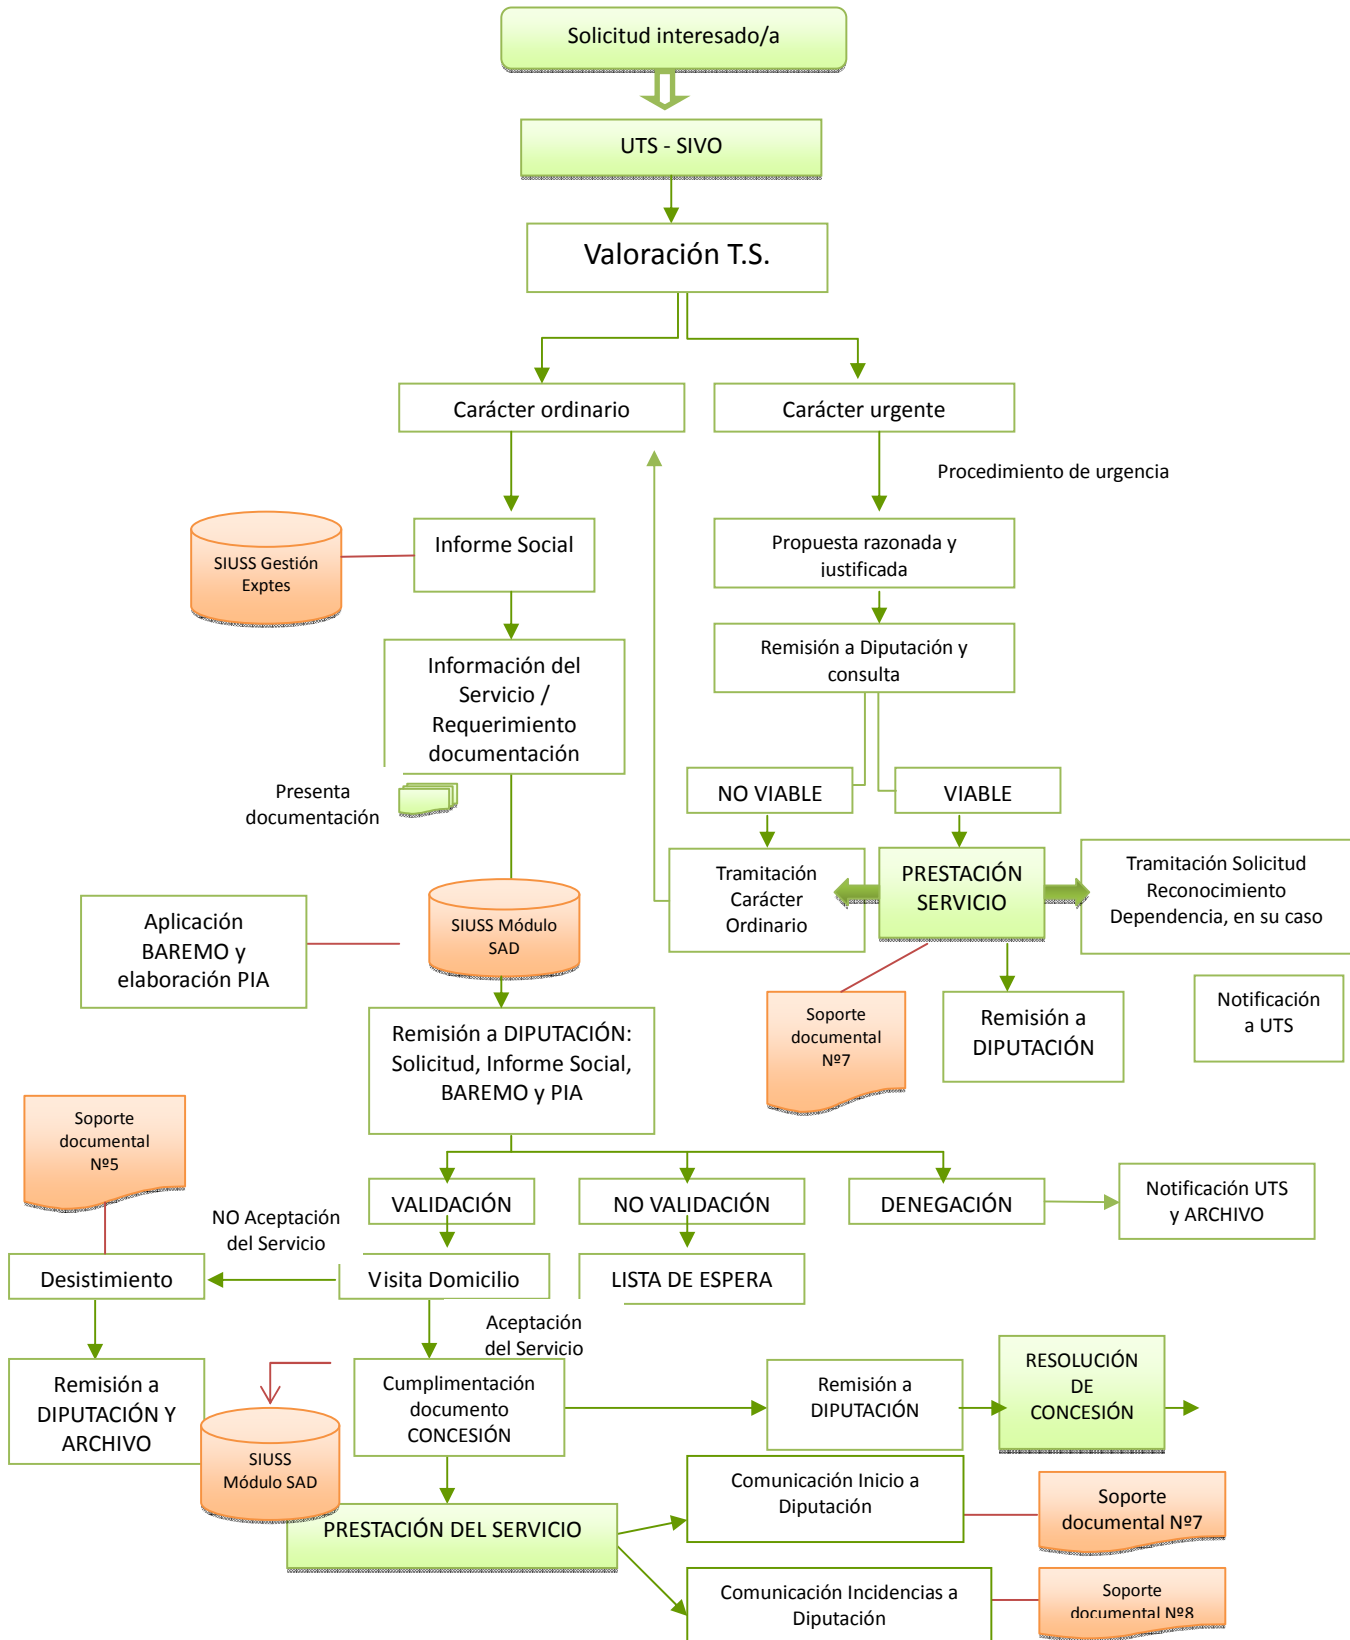 Solicitud interesado/a
UTS - SIVO
Valoración T.S.
Carácter ordinario
Carácter urgente
Procedimiento de urgencia
SIUSS Gestión
Exptes
Informe Social
Propuesta razonada y
justificada
Remisión a Diputación y
consulta
Información del
Servicio /
Requerimiento
documentación
Presenta
documentación
NO VIABLE
VIABLE
Tramitación
Carácter
Ordinario
PRESTACIÓN
SERVICIO
Tramitación Solicitud
Reconocimiento
Dependencia, en su caso
Aplicación
BAREMO y
elaboración PIA
SIUSS Módulo
SAD
Soporte
documental
Nº7
Remisión a
DIPUTACIÓN
Notificación
a UTS
Remisión a DIPUTACIÓN:
Solicitud, Informe Social,
BAREMO y PIA
Soporte
documental
Nº5
VALIDACIÓN
NO VALIDACIÓN
DENEGACIÓN
Notificación UTS
y ARCHIVO
NO Aceptación
del Servicio
Desistimiento
Visita Domicilio
LISTA DE ESPERA
Aceptación
del Servicio
Remisión a
DIPUTACIÓN Y
ARCHIVO
SIUSS
Módulo SAD
Cumplimentación
documento
CONCESIÓN
Remisión a
DIPUTACIÓN
RESOLUCIÓN
DE
CONCESIÓN
PRESTACIÓN DEL SERVICIO
Comunicación Inicio a
Diputación
Soporte
documental Nº7
Comunicación Incidencias a
Diputación
Soporte
documental Nº8